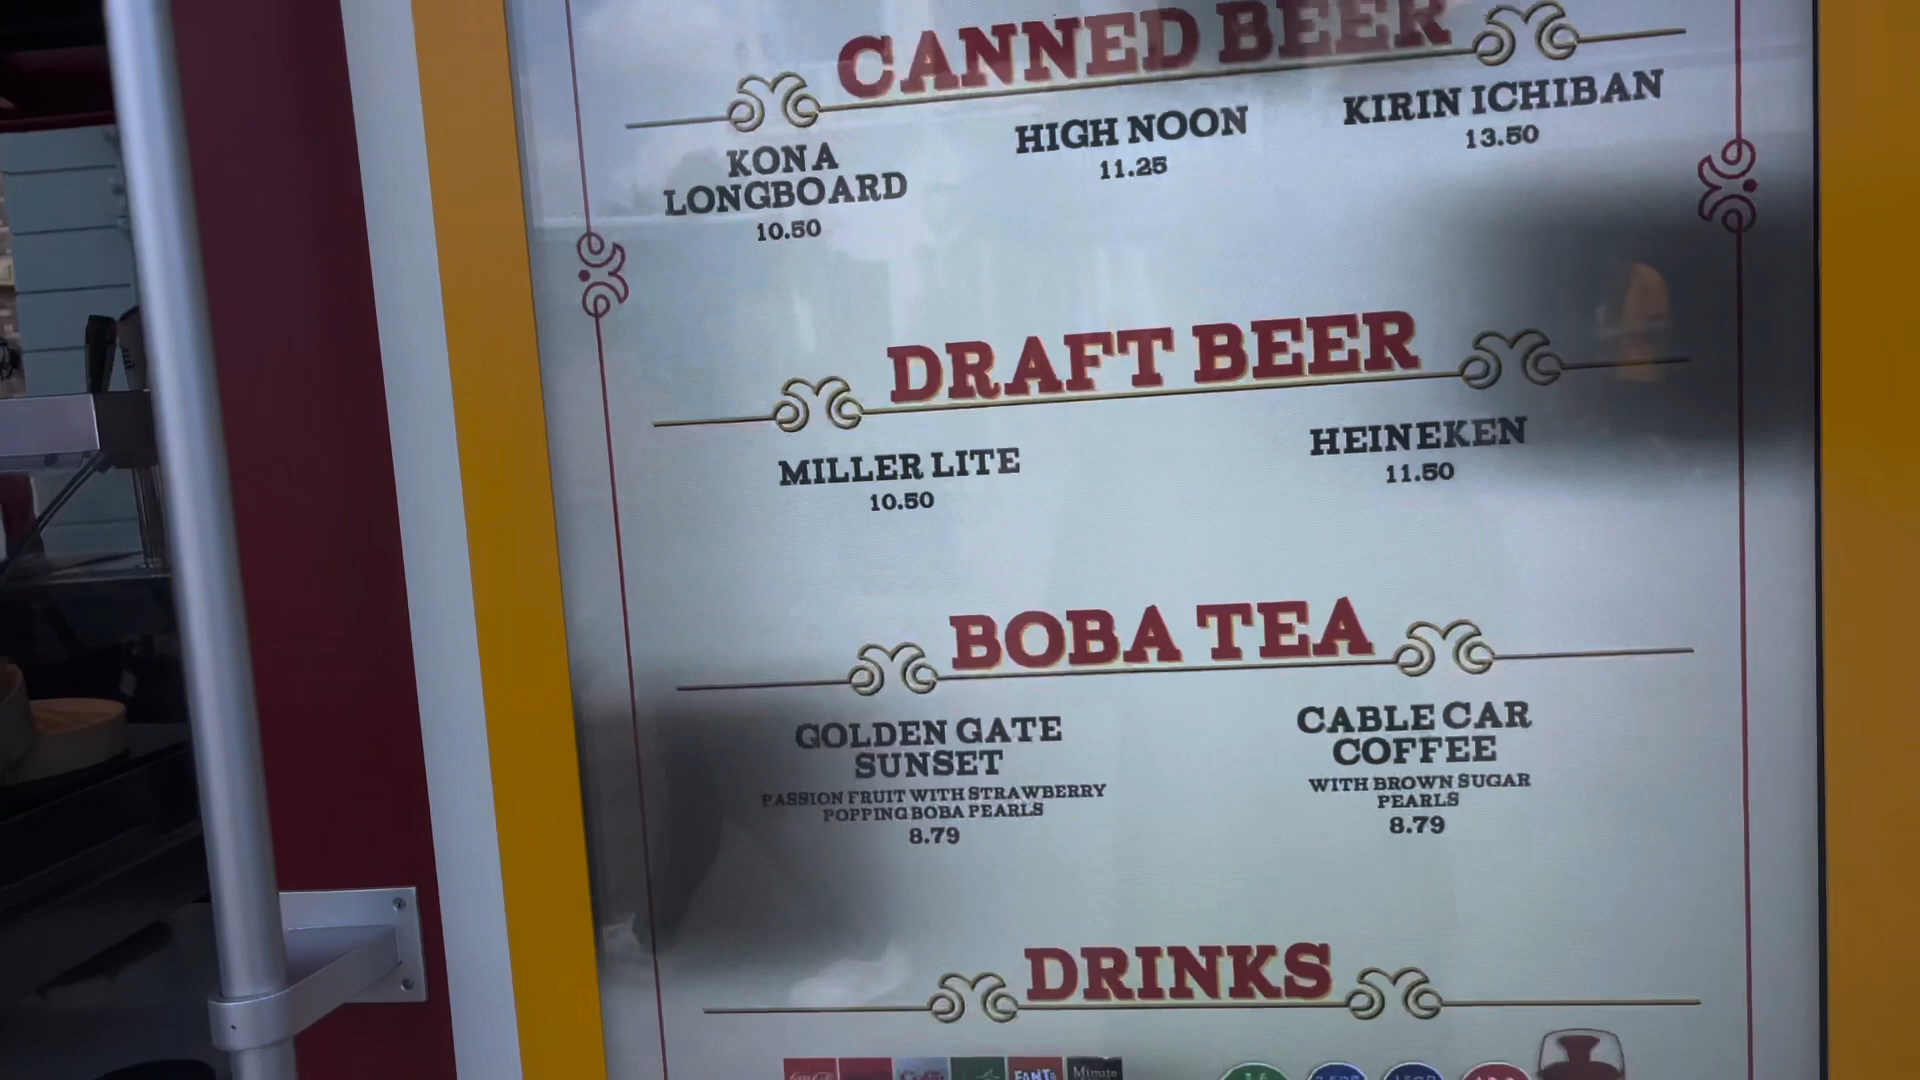 CANNED BEER
KONA
LONGBOARD
10.50
HIGH NOON
11.25
KIRIN ICHIBAN
13.50
DRAFT BEER
MILLER LITE
10.50
HEINEKEN
11.50
BOBA TEA
GOLDEN GATE
SUNSET
PASSION FRUIT WITH STRAWBERRY
POPPING BOBA PEARLS
8.79
CABLE CAR
COFFEE
WITH BROWN SUGAR
PEARLS
8.79
DRINKS
FANTA
Minute